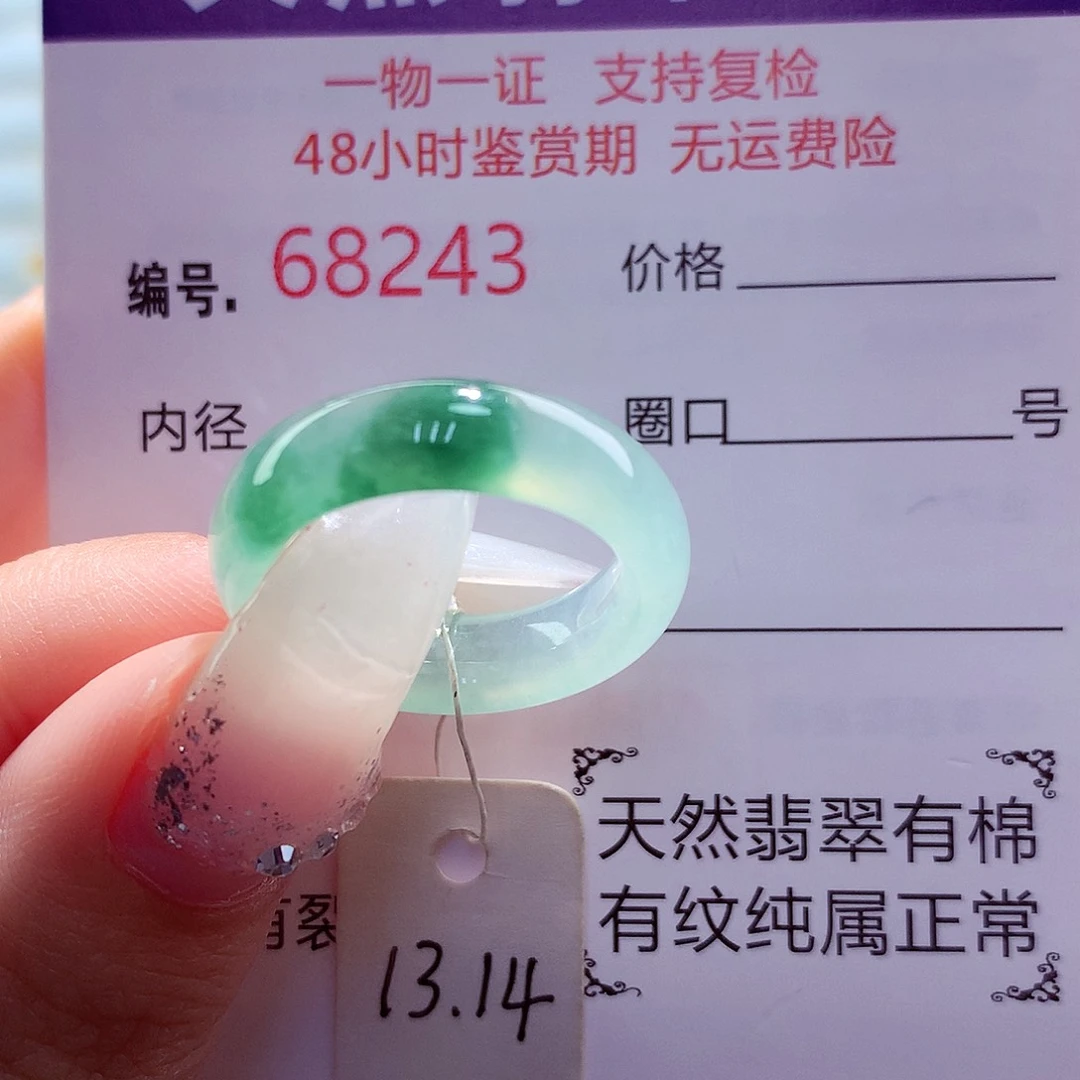 一物一证 支持复检
48小时鉴赏期 无运费险
编号. 68243 价格
内径 圈口 号
天然翡翠有棉
有纹纯属正常
裂
13.14